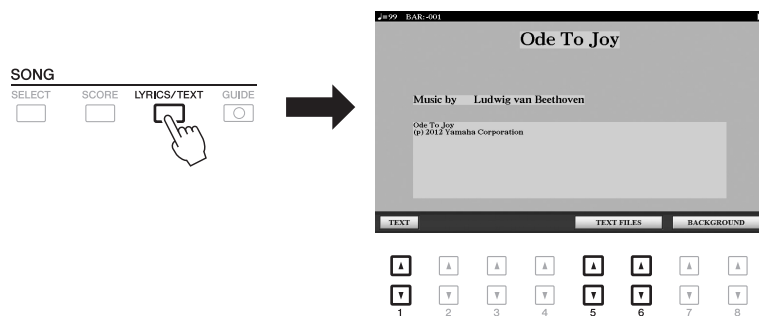 SONG
SELECT SCORE LYRICS/TEXT GUIDE
♩=99 BAR:-001
Ode To Joy
Music by Ludwig van Beethoven
Ode To Joy
(p) 2012 Yamaha Corporation
TEXT TEXT FILES BACKGROUND
1 2 3 4 5 6 7 8